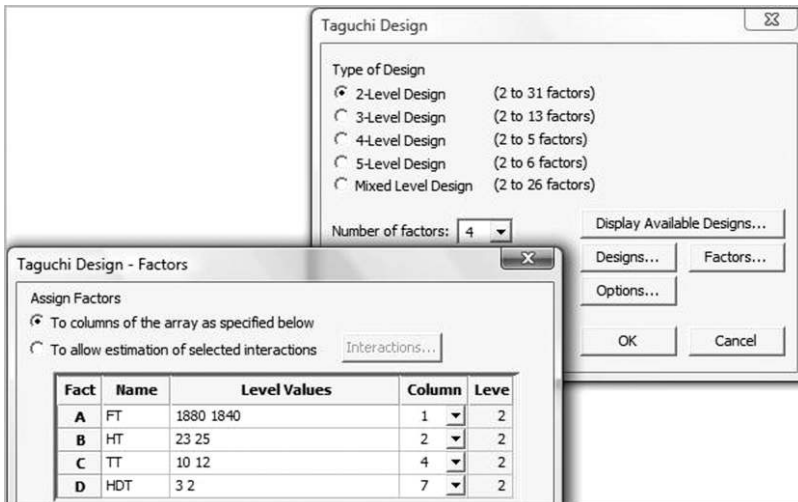 Taguchi Design
Type of Design
2-Level Design (2 to 31 factors)
3-Level Design (2 to 13 factors)
4-Level Design (2 to 5 factors)
5-Level Design (2 to 6 factors)
Mixed Level Design (2 to 26 factors)
Number of factors: 4
Display Available Designs...
Designs... Factors...
Options...
OK Cancel
Taguchi Design - Factors
Assign Factors
To columns of the array as specified below
To allow estimation of selected interactions Interactions...
Fact Name Level Values Column Leve
A FT 1880 1840 1 2
B HT 23 25 2 2
C TT 10 12 4 2
D HDT 3 2 7 2